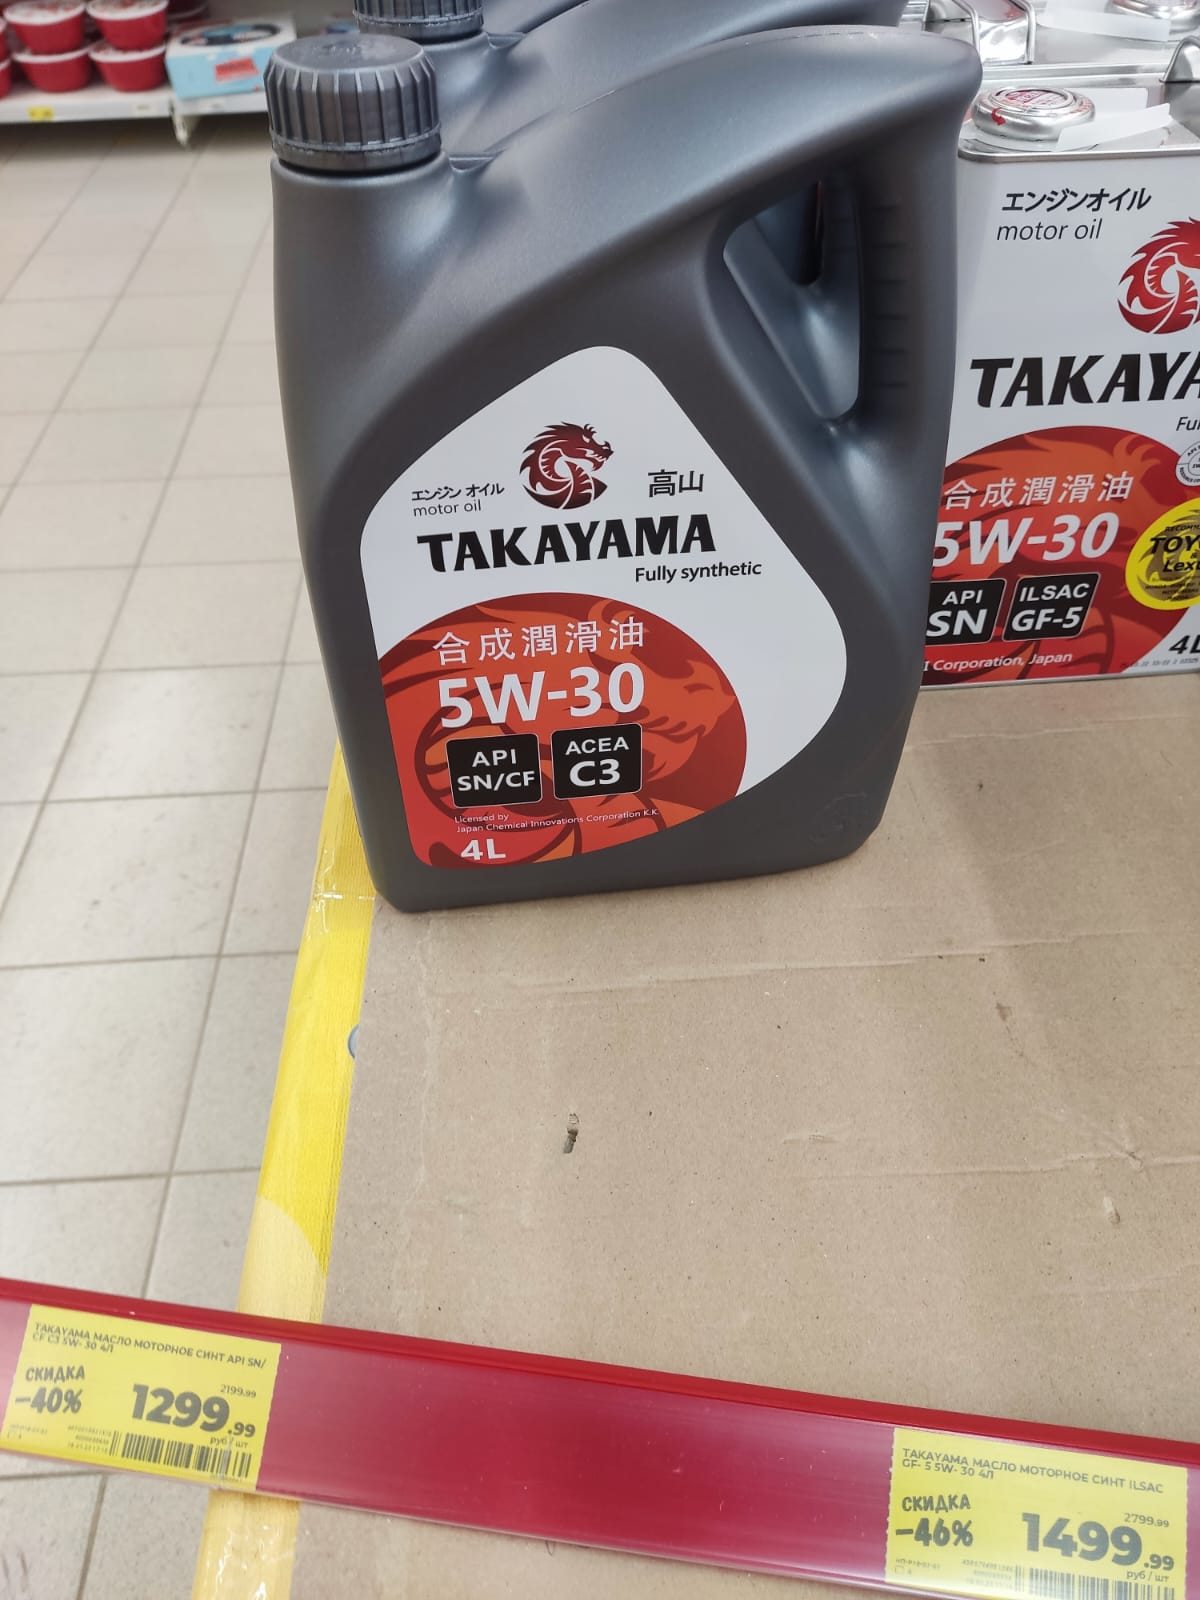 エンジン オイル
motor oil
高山
TAKAYAMA
Fully synthetic
合成潤滑油
5W-30
API
SN/CF
ACEA
C3
Licensed by
Japan Chemical Innovations Corporation K.K.
4L
エンジンオイル
motor oil
TAKAYA
合成潤滑油
5W-30
API
SN
ILSAC
GF-5
Corporation, Japan
4L
TAKAYAMA МАСЛО МОТОРНОЕ СИНТ API SN/
CF C3 5W- 30 4Л
СКИДКА
-40%
2199.99
1299.99
руб / шт
TAKAYAMA МАСЛО МОТОРНОЕ СИНТ ILSAC
GF- 5 5W- 30 4Л
СКИДКА
-46%
2799.99
1499.99
руб / шт